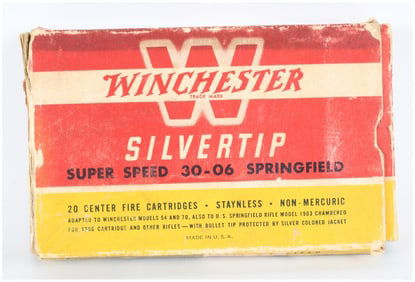 WINCHESTER
TRADE MARK
SILVERTIP
SUPER SPEED 30-06 SPRINGFIELD
20 CENTER FIRE CARTRIDGES • STAYNLESS • NON-MERCURIC
ADAPTED TO WINCHESTER MODELS 54 AND 70, ALSO TO U. S. SPRINGFIELD RIFLE MODEL 1903 CHAMBERED
FOR 1906 CARTRIDGE AND OTHER RIFLES—WITH BULLET TIP PROTECTED BY SILVER COLORED JACKET
MADE IN U.S.A.